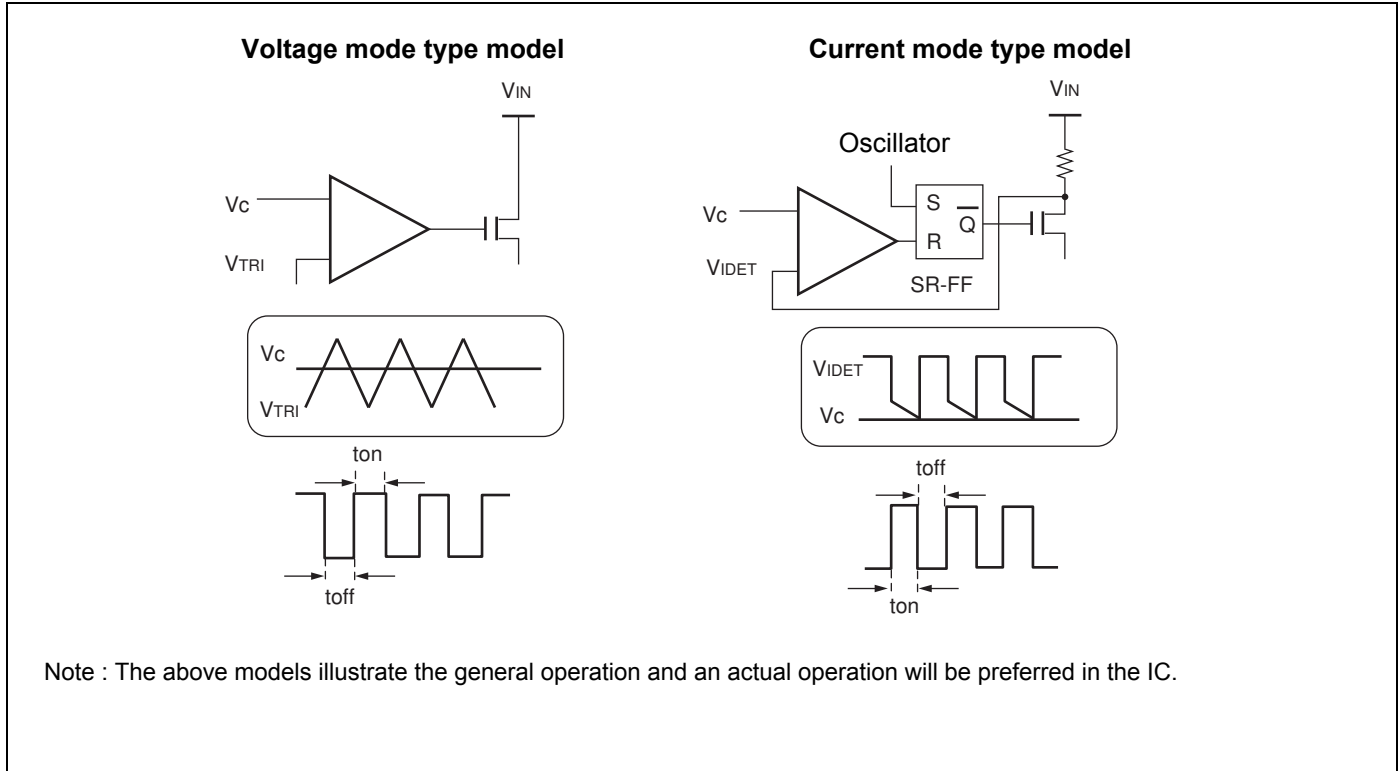 Voltage mode type model
VIN
Vc
VTRI
Vc
VTRI
ton
toff
Current mode type model
VIN
Oscillator
Vc
VIDET
S
R
Q
SR-FF
VIDET
Vc
toff
ton
Note : The above models illustrate the general operation and an actual operation will be preferred in the IC.